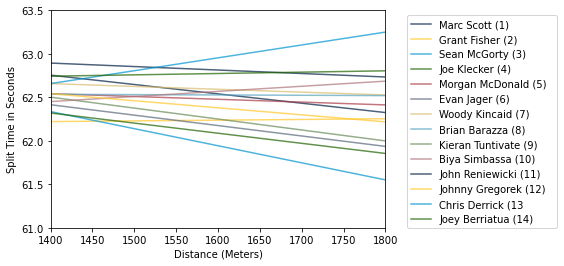 63.5
63.0
62.5
62.0
61.5
61.0
Split Time in Seconds
1400 1450 1500 1550 1600 1650 1700 1750 1800
Distance (Meters)
Marc Scott (1)
Grant Fisher (2)
Sean McGorty (3)
Joe Klecker (4)
Morgan McDonald (5)
Evan Jager (6)
Woody Kincaid (7)
Brian Barazza (8)
Kieran Tuntivate (9)
Biya Simbassa (10)
John Reniewicki (11)
Johnny Gregorek (12)
Chris Derrick (13
Joey Berriatua (14)